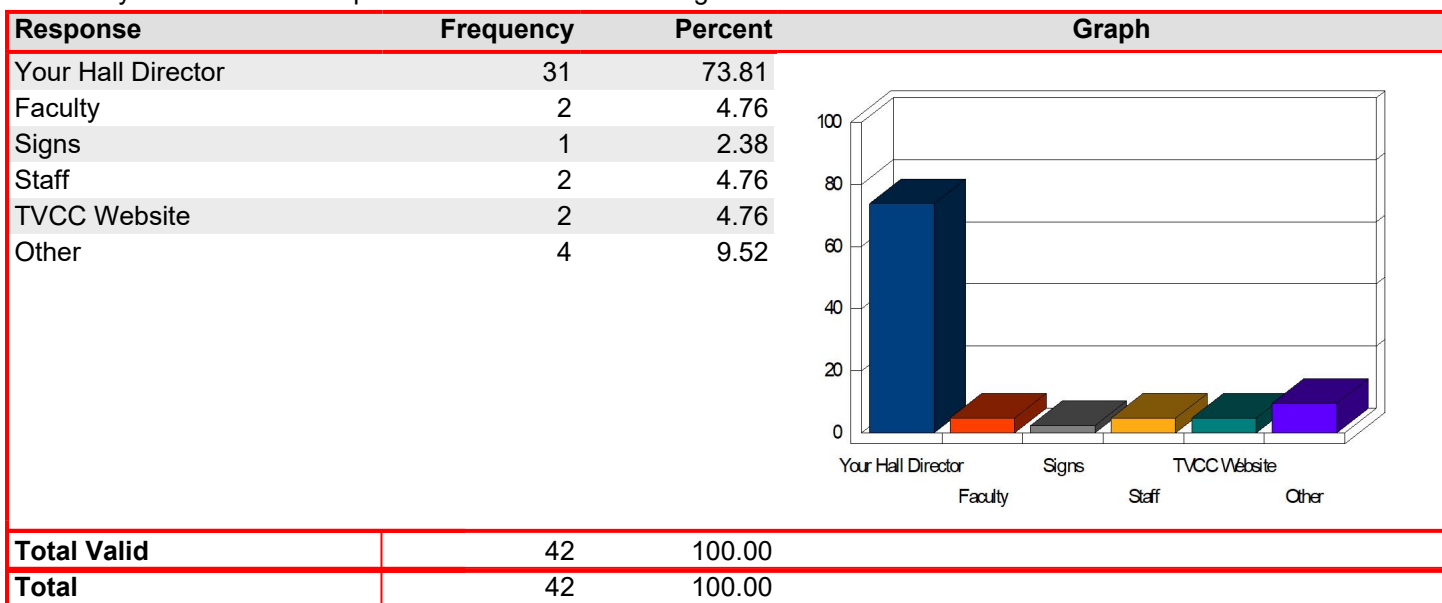 Response Frequency Percent Graph
Your Hall Director 31 73.81
Faculty 2 4.76
Signs 1 2.38
Staff 2 4.76
TVCC Website 2 4.76
Other 4 9.52
100
80
60
40
20
0
Your Hall Director Signs TVCC Website
Faculty Staff Other
Total Valid 42 100.00
Total 42 100.00